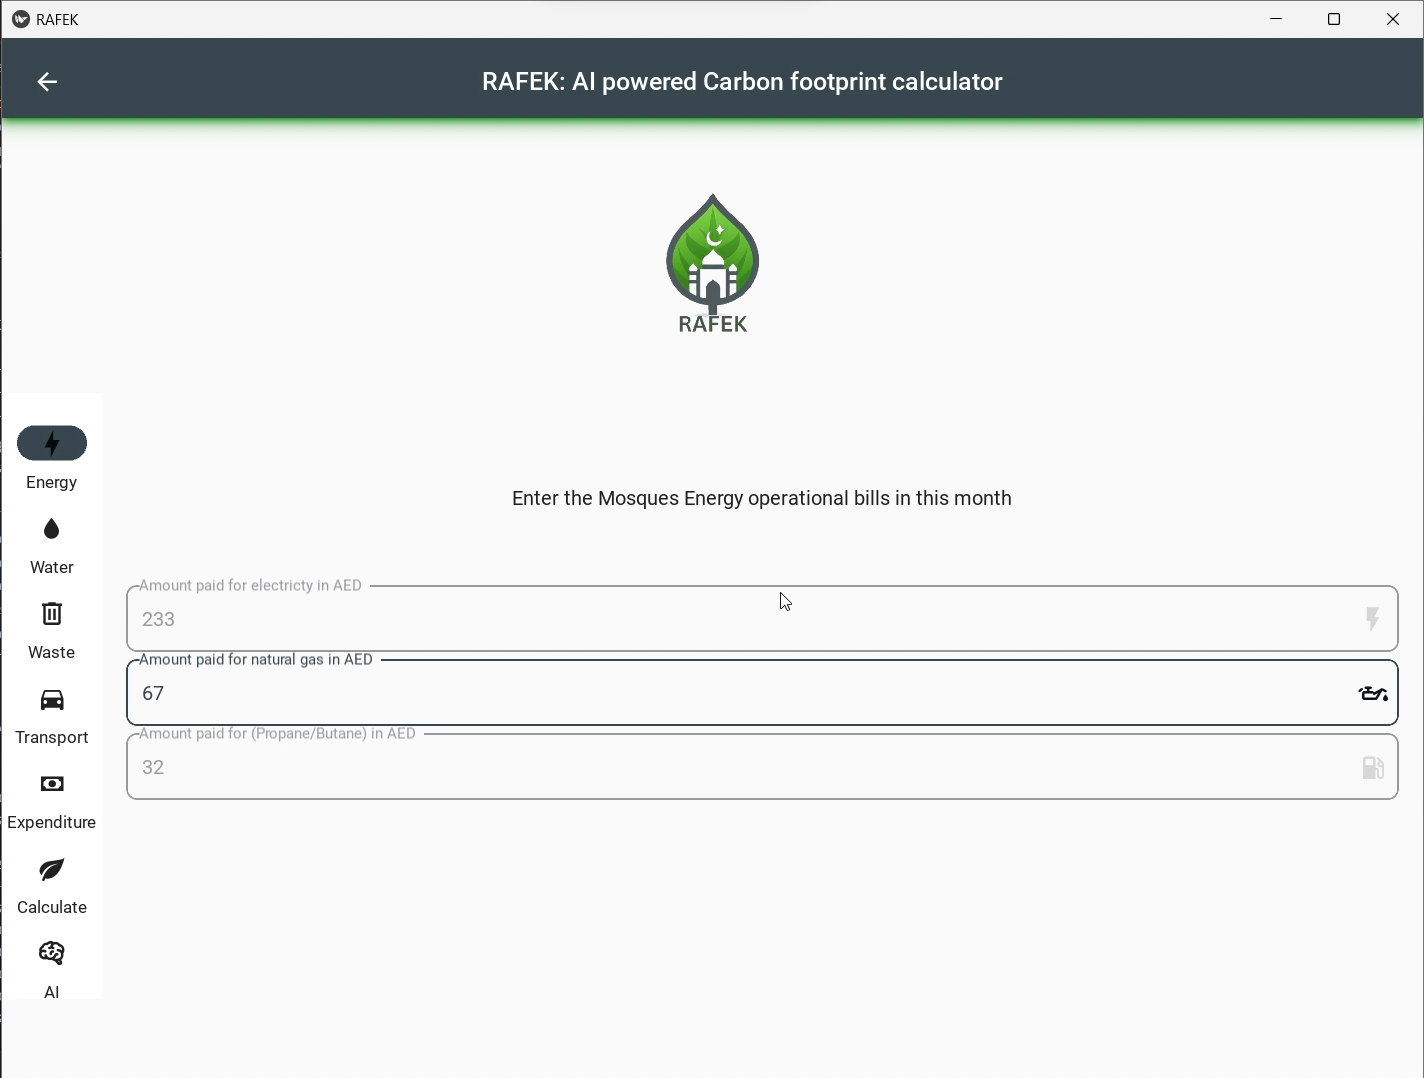 RAFEK
RAFEK: AI powered Carbon footprint calculator
RAFEK
Energy
Water
Waste
Transport
Expenditure
Calculate
AI
Enter the Mosques Energy operational bills in this month
Amount paid for electricty in AED
233
Amount paid for natural gas in AED
67
Amount paid for (Propane/Butane) in AED
32